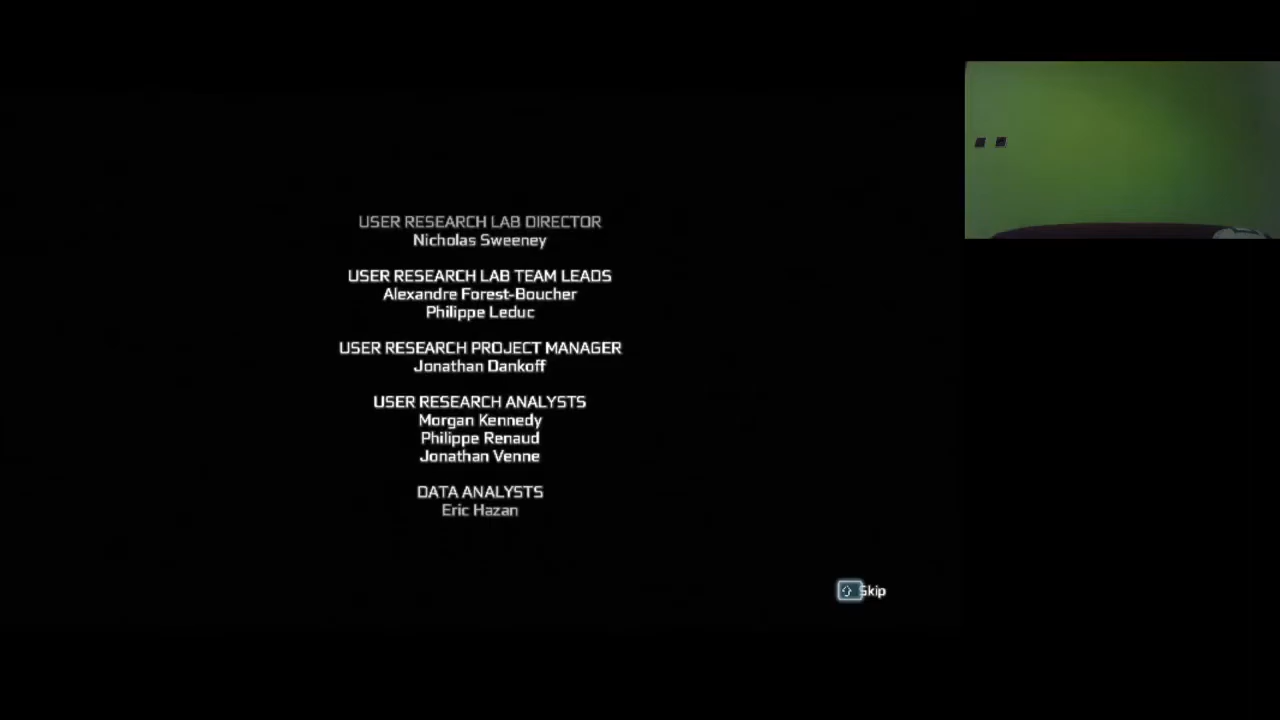 USER RESEARCH LAB DIRECTOR
Nicholas Sweeney
USER RESEARCH LAB TEAM LEADS
Alexandre Forest-Boucher
Philippe Leduc
USER RESEARCH PROJECT MANAGER
Jonathan Dankoff
USER RESEARCH ANALYSTS
Morgan Kennedy
Philippe Renaud
Jonathan Venne
DATA ANALYSTS
Eric Hazan
Skip